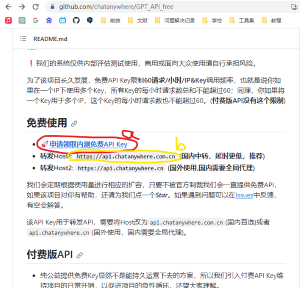 github.com/chatanywhere/GPT_API_free
百度
论文
README.md
❗我们的系统仅供内部评估测试使用，商用或面向大众使用请自行承担风险。
为了该项目长久发展，免费API Key限制60请求/小时/IP&Key调用频率，也就是说你如
果在一个IP下使用多个Key，所有Key的每小时请求数总和不能超过60；同理，你如果将
一个Key用于多个IP，这个Key的每小时请求数也不能超过60。(付费版API没有这个限制)
免费使用
a
b
申请领取内测免费API Key
转发Host1: https://api.chatanywhere.com.cn (国内中转，延时更低，推荐)
转发Host2: https://api.chatanywhere.cn (国外使用,国内需要全局代理)
我们会定期根据使用量进行相应的扩容，只要不被官方制裁我们会一直提供免费API，
如果该项目对你有帮助，还请为我们点一个Star。如果遇到问题可以在Issues中反馈，
有空会解答。
该API Key用于转发API，需要将Host改为api.chatanywhere.com.cn(国内首选)或者
api.chatanywhere.cn(国外使用，国内需要全局代理)。
付费版API
纯公益提供免费Key显然不是能持久运营下去的方案，所以我们引入付费API Key维
持项目的日常开销，以促进项目的良性循环，还望大家理解。